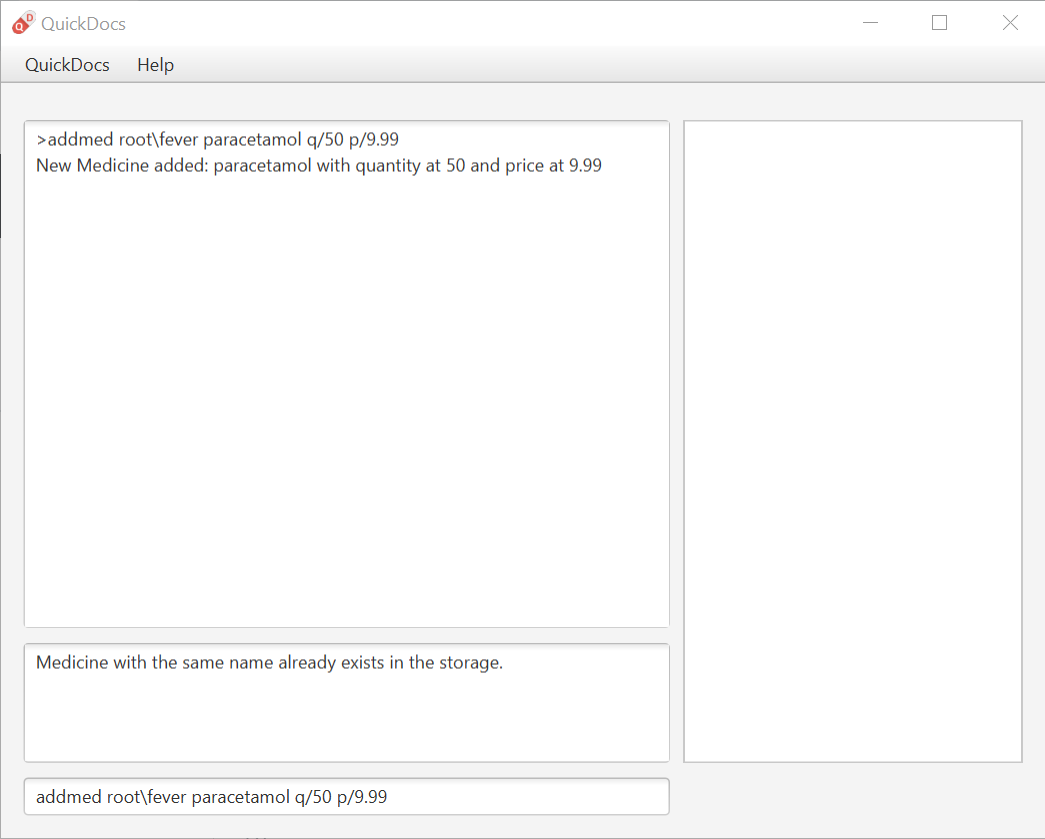 Q D QuickDocs
QuickDocs Help
>addmed root\fever paracetamol q/50 p/9.99
New Medicine added: paracetamol with quantity at 50 and price at 9.99
Medicine with the same name already exists in the storage.
addmed root\fever paracetamol q/50 p/9.99